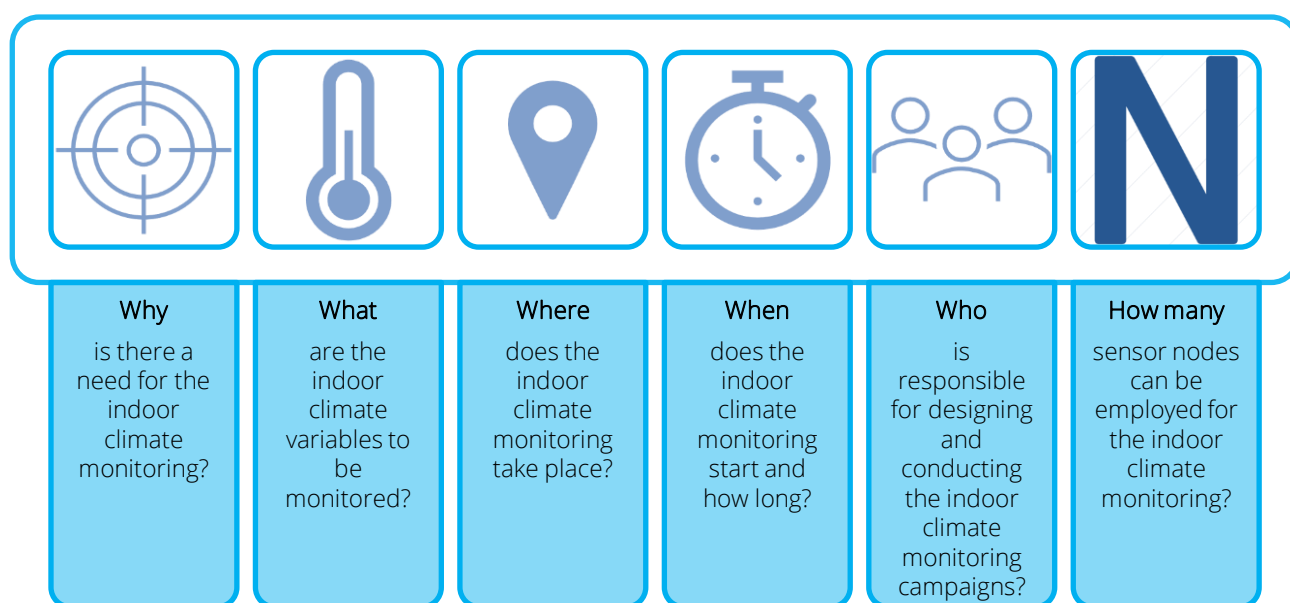 N
Why
is there a
need for the
indoor
climate
monitoring?
What
are the
indoor
climate
variables to
be
monitored?
Where
does the
indoor
climate
monitoring
take place?
When
does the
indoor
climate
monitoring
start and
how long?
Who
is
responsible
for designing
and
conducting
the indoor
climate
monitoring
campaigns?
How many
sensor nodes
can be
employed for
the indoor
climate
monitoring?